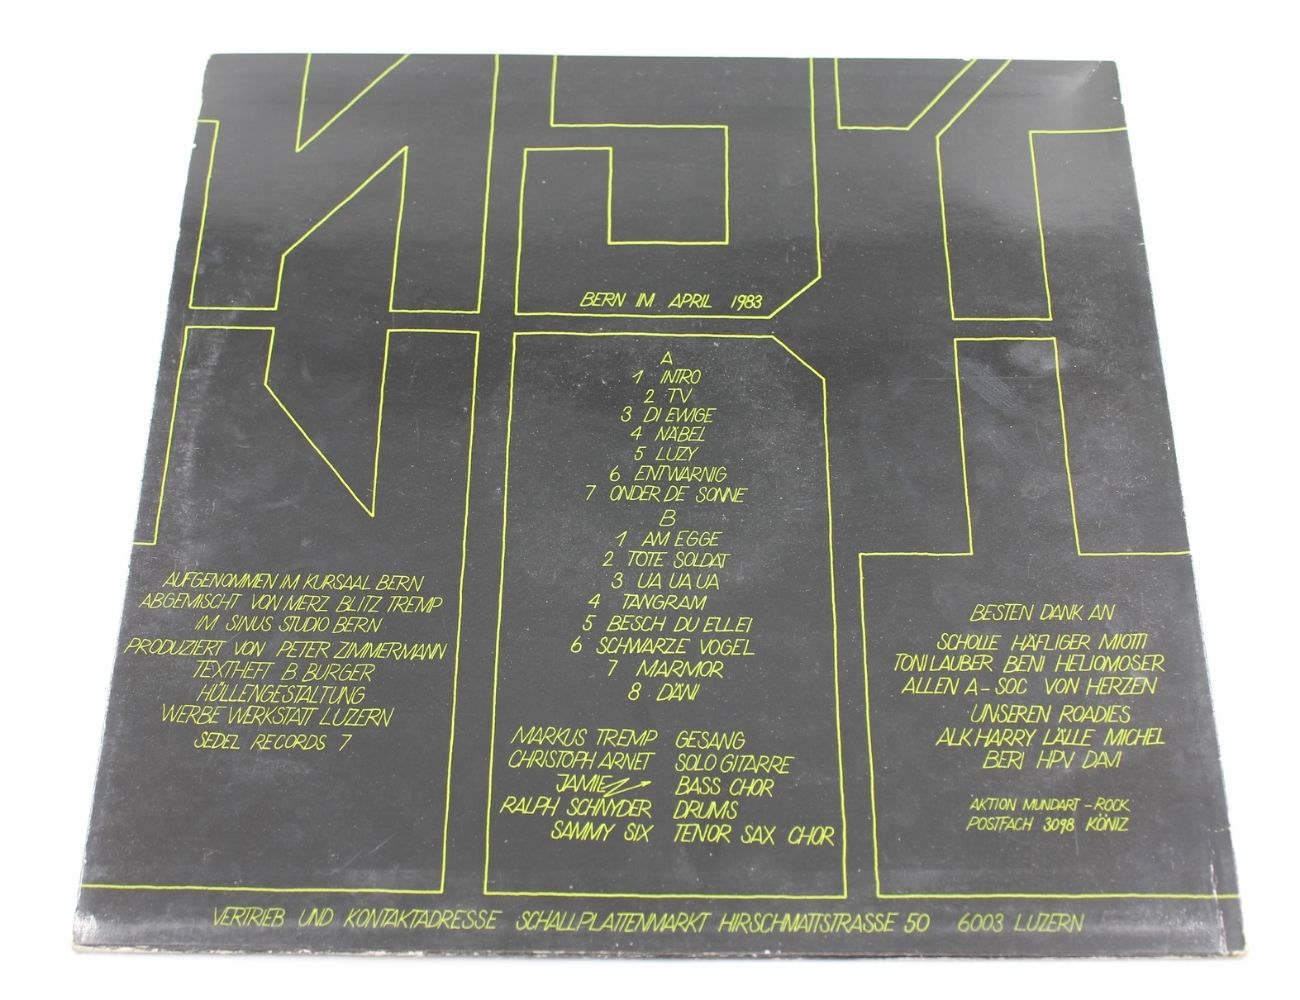 BERN IM APRIL 1983
A
1 INTRO
2 TV
3 DI EWIGE
4 NÄBEL
5 LUZY
6 ENTWARNIG
7 ONDER DE SONNE
B
1 AM EGGE
2 TOTE SOLDAT
3 UA UA UA
4 TANGRAM
5 BESCH DU ELLEI
6 SCHWARZE VOGEL
7 MARMOR
8 DÄNI
MARKUS TREMP GESANG
CHRISTOPH ARNET SOLO GITARRE
JAMIE BASS CHOR
RALPH SCHNYDER DRUMS
SAMMY SIX TENOR SAX CHOR
AUFGENOMMEN IM KURSAAL BERN
ABGEMISCHT VON MERZ BLITZ TREMP
IM SINUS STUDIO BERN
PRODUZIERT VON PETER ZIMMERMANN
TEXTHEFT B BURGER
HÜLLENGESTALTUNG
WERBE WERKSTATT LUZERN
SEDEL RECORDS 7
BESTEN DANK AN
SCHOLLE HÄFLIGER MIOTTI
TONI LAUBER BENI HELIOMOSER
ALLEN A-SOC VON HERZEN
UNSEREN ROADIES
ALK HARRY LÄLLE MICHEL
BERI HPV DAVI
AKTION MUNDART-ROCK
POSTFACH 3098 KÖNIZ
VERTRIEB UND KONTAKTADRESSE SCHALLPLATTENMARKT HIRSCHMATTSTRASSE 50 6003 LUZERN